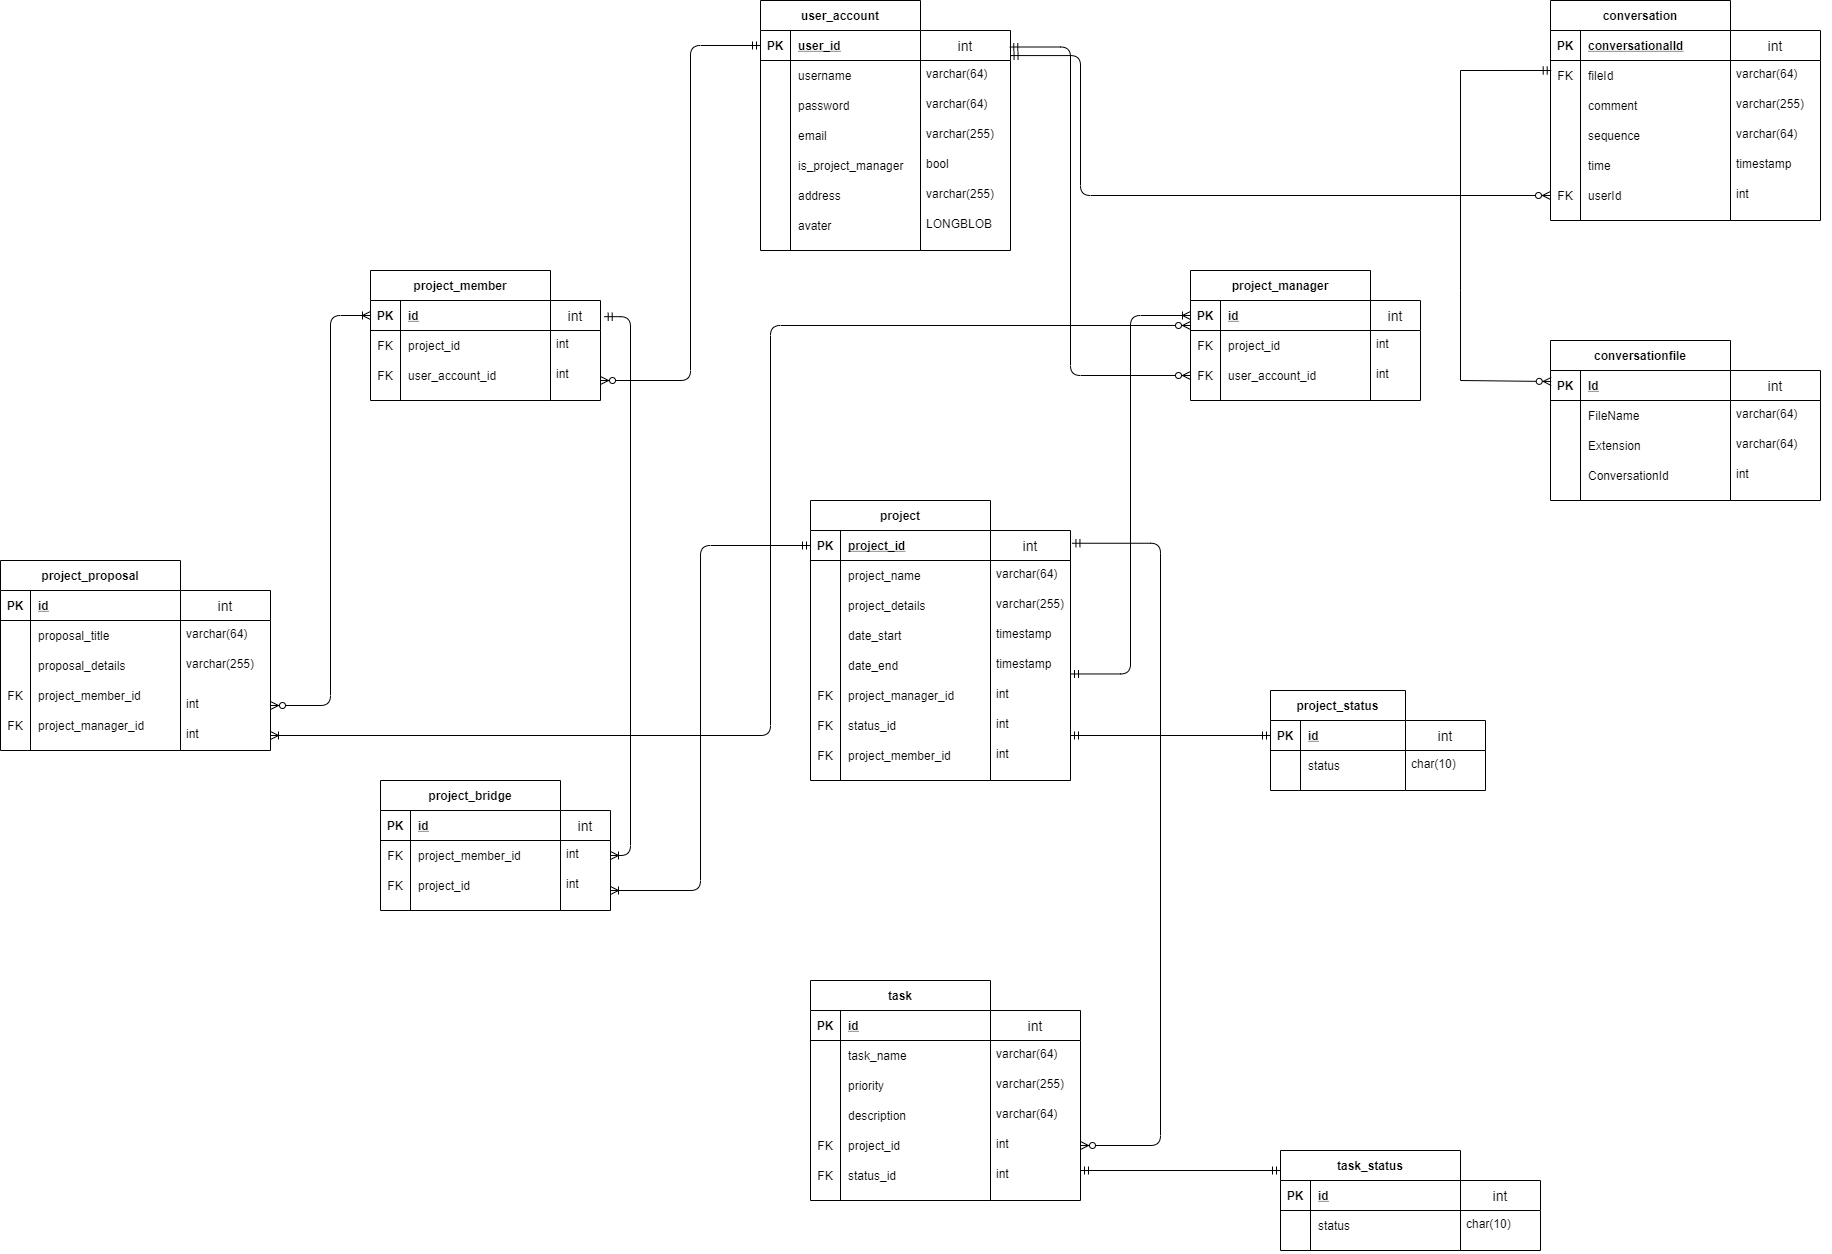 user_account
PK user_id int
username varchar(64)
password varchar(64)
email varchar(255)
is_project_manager bool
address varchar(255)
avater LONGBLOB
conversation
PK conversationalId int
FK fileId varchar(64)
comment varchar(255)
sequence varchar(64)
time timestamp
FK userId int
project_member
PK id int
FK project_id int
FK user_account_id int
project_manager
PK id int
FK project_id int
FK user_account_id int
conversationfile
PK Id int
FileName varchar(64)
Extension varchar(64)
ConversationId int
project
PK project_id int
project_name varchar(64)
project_details varchar(255)
date_start timestamp
date_end timestamp
FK project_manager_id int
FK status_id int
FK project_member_id int
project_proposal
PK id int
proposal_title varchar(64)
proposal_details varchar(255)
FK project_member_id int
FK project_manager_id int
project_status
PK id int
status char(10)
project_bridge
PK id int
FK project_member_id int
FK project_id int
task
PK id int
task_name varchar(64)
priority varchar(255)
description varchar(64)
FK project_id int
FK status_id int
task_status
PK id int
status char(10)